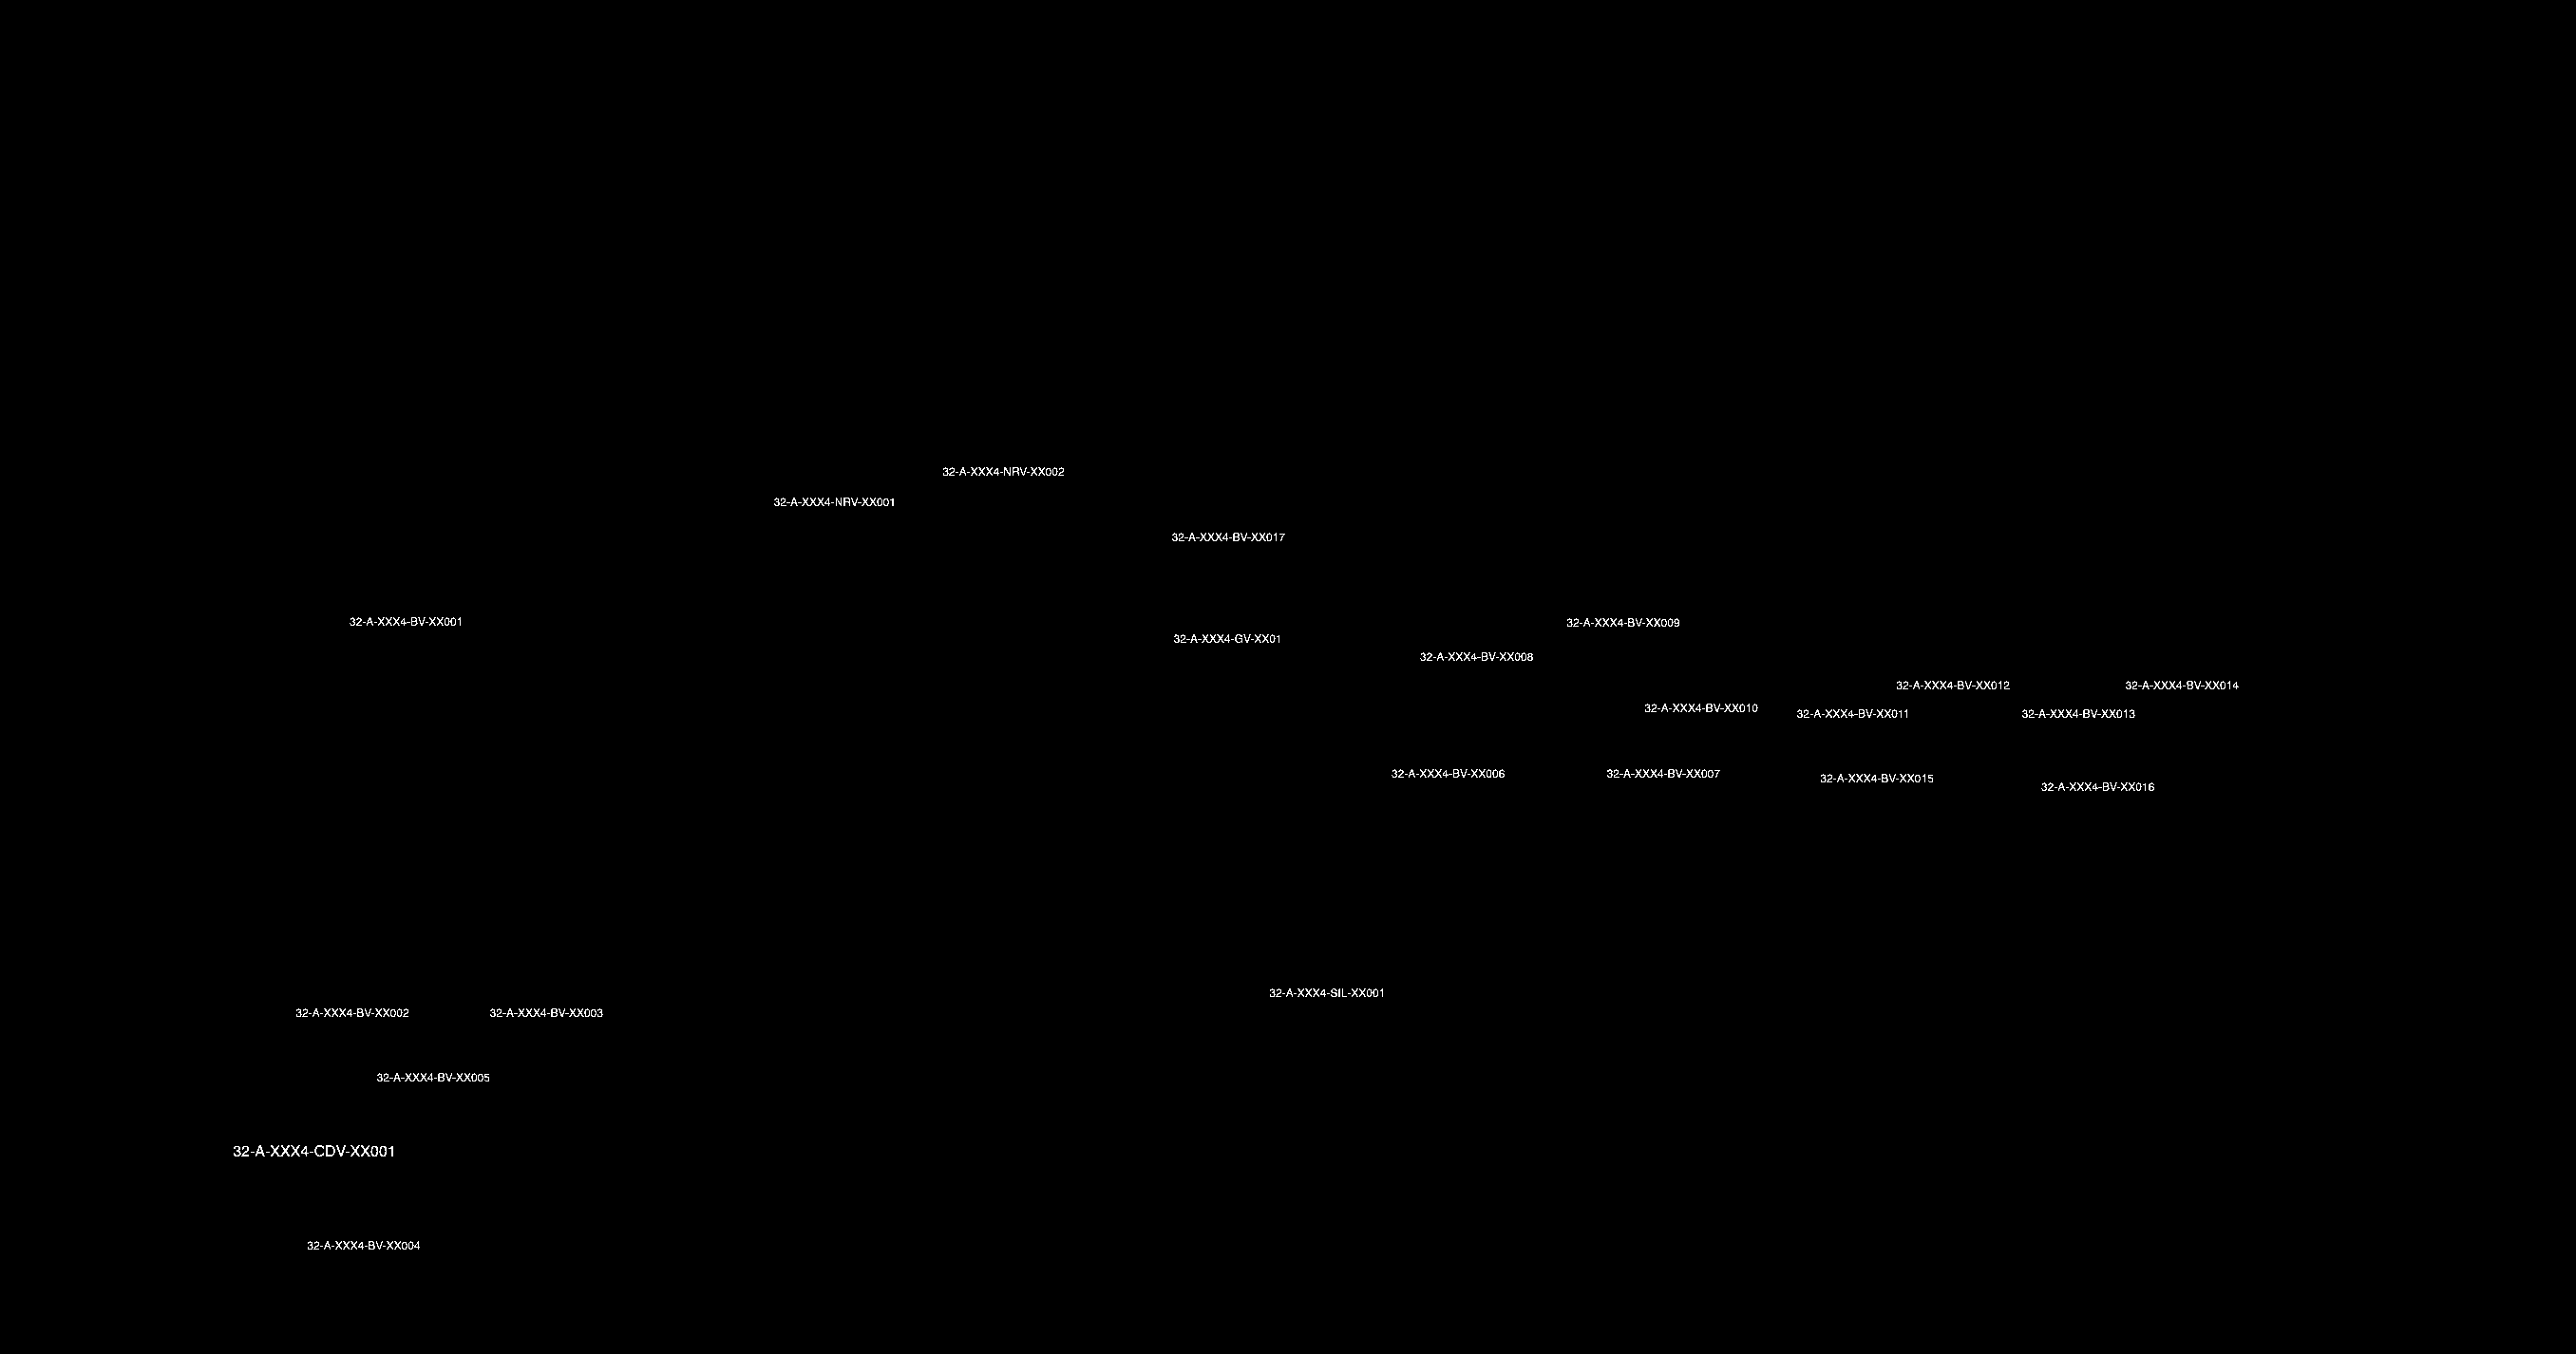 32-A-XXX4-NRV-XX002
32-A-XXX4-NRV-XX001
32-A-XXX4-BV-XX017
32-A-XXX4-BV-XX001
32-A-XXX4-BV-XX009
32-A-XXX4-GV-XX01
32-A-XXX4-BV-XX008
32-A-XXX4-BV-XX012
32-A-XXX4-BV-XX014
32-A-XXX4-BV-XX010
32-A-XXX4-BV-XX011
32-A-XXX4-BV-XX013
32-A-XXX4-BV-XX006
32-A-XXX4-BV-XX007
32-A-XXX4-BV-XX015
32-A-XXX4-BV-XX016
32-A-XXX4-SIL-XX001
32-A-XXX4-BV-XX002
32-A-XXX4-BV-XX003
32-A-XXX4-BV-XX005
32-A-XXX4-CDV-XX001
32-A-XXX4-BV-XX004